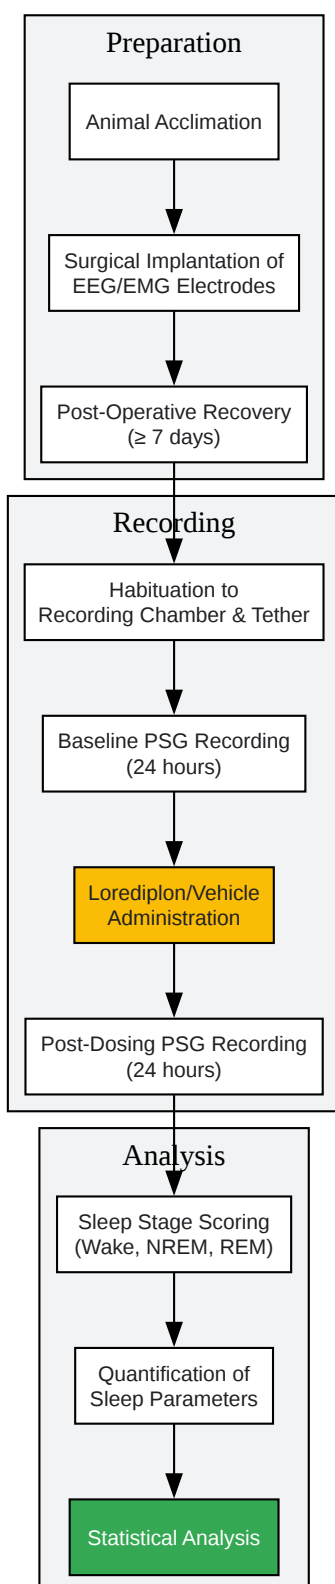 Preparation
Animal Acclimation
Surgical Implantation of
EEG/EMG Electrodes
Post-Operative Recovery
(≥ 7 days)
Recording
Habituation to
Recording Chamber & Tether
Baseline PSG Recording
(24 hours)
Lorediplon/Vehicle
Administration
Post-Dosing PSG Recording
(24 hours)
Analysis
Sleep Stage Scoring
(Wake, NREM, REM)
Quantification of
Sleep Parameters
Statistical Analysis